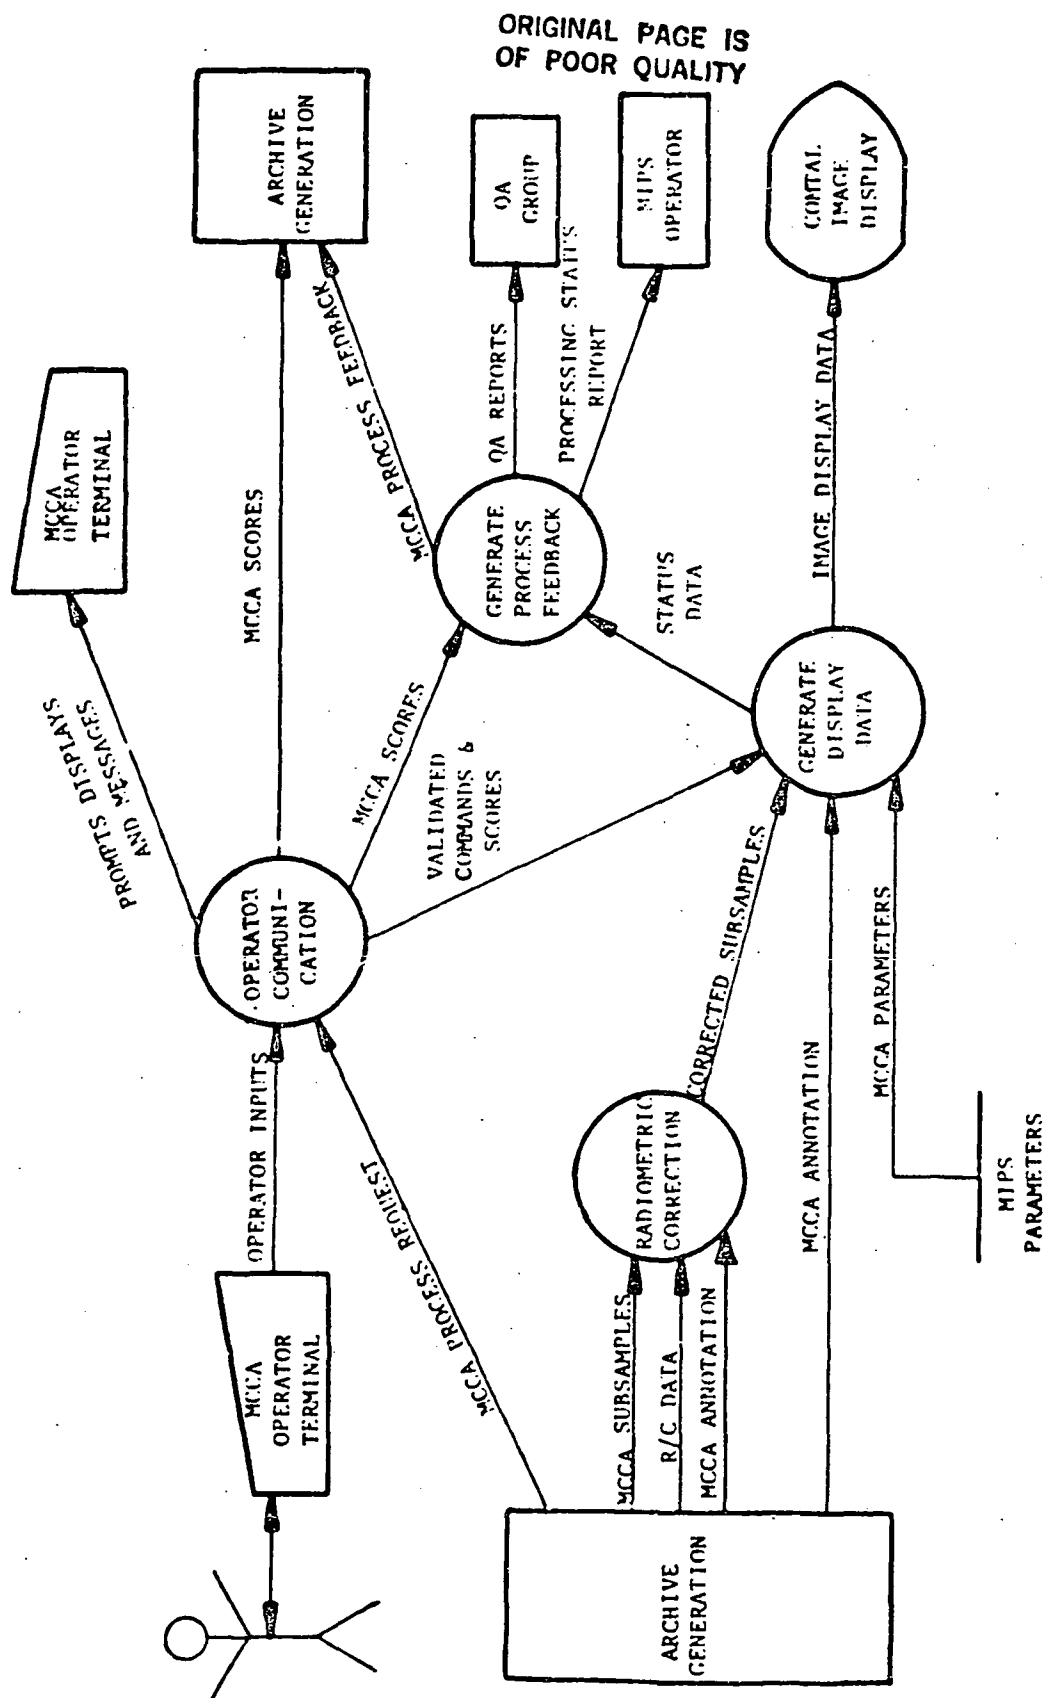 ORIGINAL PAGE IS
OF POOR QUALITY
MCCA
OPERATOR
TERMINAL
OPERATOR INPUTS
OPERATOR
COMMUNI-
CATION
PROMPTS DISPLAYS
AND MESSAGES
MCCA
OPERATOR
TERMINAL
MCCA SCORES
ARCHIVE
GENERATION
MCCA PROCESS REQUEST
MCCA SCORES
MCCA PROCESS FEEDBACK
GENERATE
PROCESS
FEEDBACK
QA REPORTS
QA
GROUP
PROCESSING STATUS
REPORT
MIPS
OPERATOR
VALIDATED
COMMANDS &
SCORES
STATUS
DATA
ARCHIVE
GENERATION
MCCA SUBSAMPLES
R/C DATA
MCCA ANNOTATION
RADIOMETRIC
CORRECTION
CORRECTED SUBSAMPLES
GENERATE
DISPLAY
DATA
IMAGE DISPLAY DATA
COMTAL
IMAGE
DISPLAY
MCCA ANNOTATION
MCCA PARAMETERS
MIPS
PARAMETERS